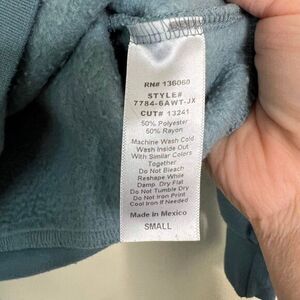 RN# 136060
STYLE#
7784-6AWT-JX
CUT# 13241
50% Polyester
50% Rayon
Machine Wash Cold
Wash Inside Out
With Similar Colors
Together
Do Not Bleach
Reshape While
Damp. Dry Flat
Do Not Tumble Dry
Do Not Iron Print
Cool Iron If Needed
Made in Mexico
SMALL